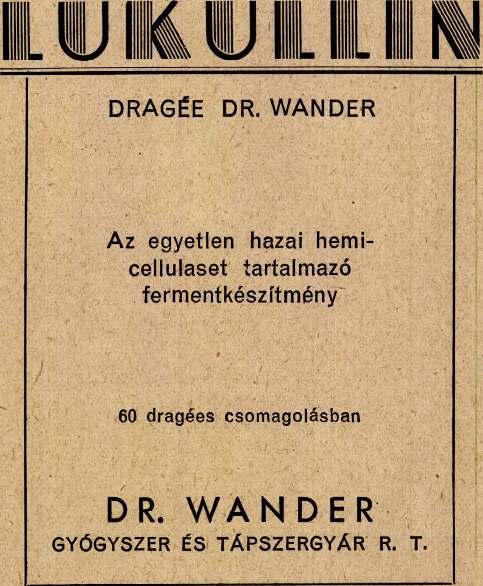 LUKULLIN
DRAGÉE DR. WANDER
Az egyetlen hazai hemi-
cellulaset tartalmazó
fermentkészítmény
60 dragées csomagolásban
DR. WANDER
GYÓGYSZER ÉS TÁPSZERGYÁR R. T.